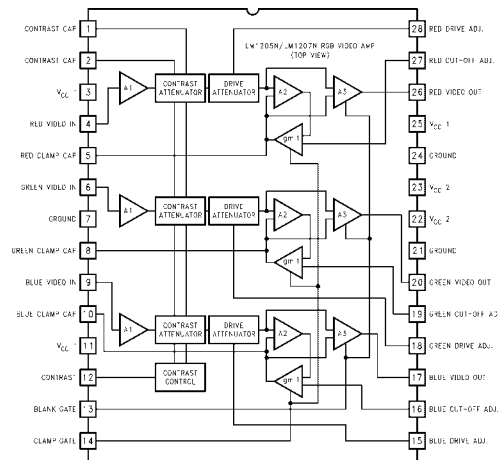 LM1205N/LM1207N RGB VIDEO AMP
(TOP VIEW)
CONTRAST CAP 1
CONTRAST CAP 2
VCC 1 3
RED VIDEO IN 4
RED CLAMP CAP 5
GREEN VIDEO IN 6
GROUND 7
GREEN CLAMP CAP 8
BLUE VIDEO IN 9
BLUE CLAMP CAP 10
VCC 1 11
CONTRAST 12
BLANK GATE 13
CLAMP GATE 14
A1
CONTRAST ATTENUATOR
DRIVE ATTENUATOR
A2
A3
gm 1
A1
CONTRAST ATTENUATOR
DRIVE ATTENUATOR
A2
A3
gm 1
A1
CONTRAST ATTENUATOR
DRIVE ATTENUATOR
A2
A3
gm 1
CONTRAST CONTROL
28 RED DRIVE ADJ.
27 RED CUT-OFF ADJ.
26 RED VIDEO OUT
25 VCC 1
24 GROUND
23 VCC 2
22 VCC 2
21 GROUND
20 GREEN VIDEO OUT
19 GREEN CUT-OFF AD
18 GREEN DRIVE ADJ.
17 BLUE VIDEO OUT
16 BLUE CUT-OFF ADJ.
15 BLUE DRIVE ADJ.